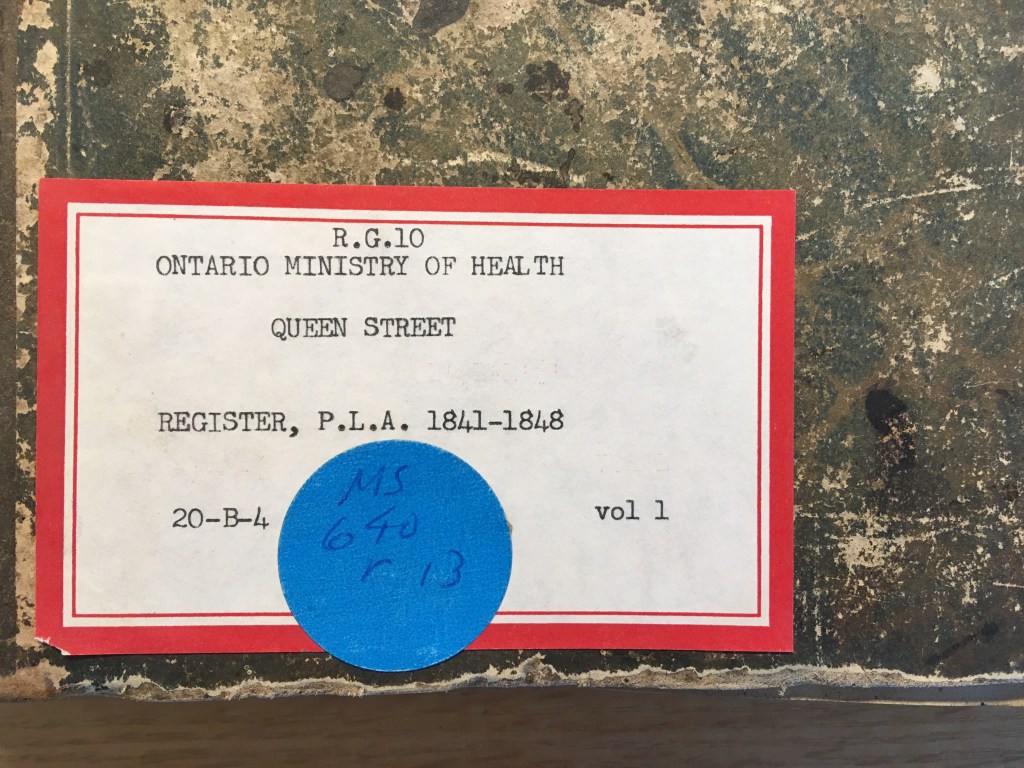 R.G.10
ONTARIO MINISTRY OF HEALTH
QUEEN STREET
REGISTER, P.L.A. 1841-1848
20-B-4
vol 1
MS
640
r 13